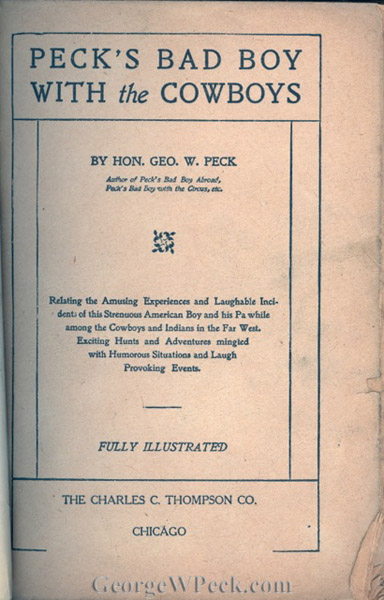 PECK'S BAD BOY
WITH the COWBOYS
BY HON. GEO. W. PECK
Author of Peck's Bad Boy Abroad,
Peck's Bad Boy with the Circus, etc.
Relating the Amusing Experiences and Laughable Inci-
dents of this Strenuous American Boy and his Pa while
among the Cowboys and Indians in the Far West.
Exciting Hunts and Adventures mingled
with Humorous Situations and Laugh
Provoking Events.
FULLY ILLUSTRATED
THE CHARLES C. THOMPSON CO.
CHICAGO
GeorgeWPeck.com